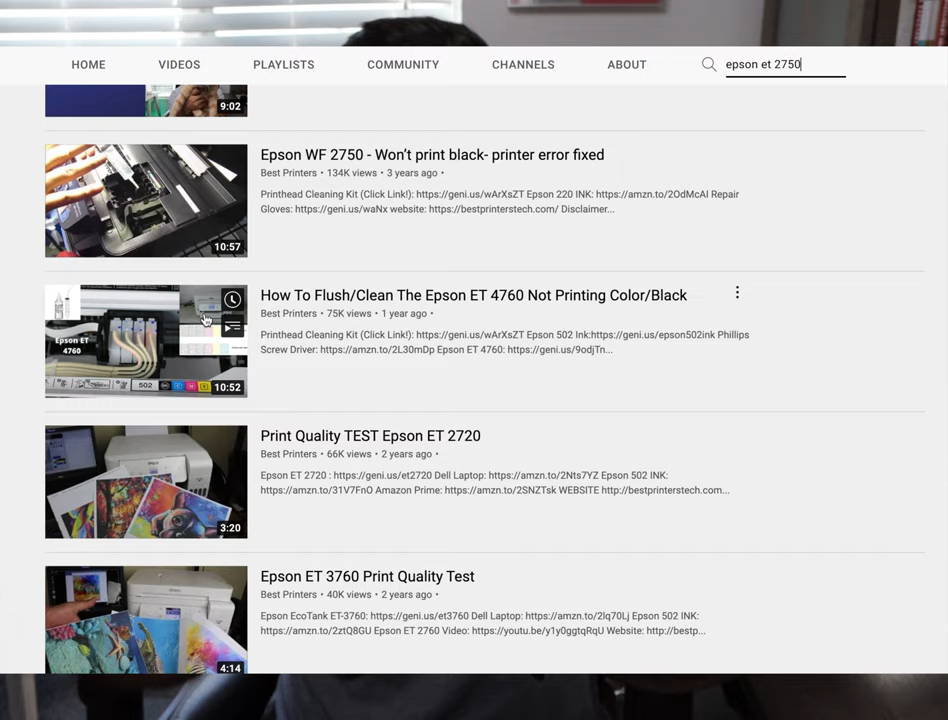 HOME VIDEOS PLAYLISTS COMMUNITY CHANNELS ABOUT epson et 2750
9:02
Epson WF 2750 - Won't print black- printer error fixed
Best Printers • 134K views • 3 years ago •
Printhead Cleaning Kit (Click Link!): https://geni.us/wArXsZT Epson 220 INK: https://amzn.to/2OdMcAI Repair
Gloves: https://geni.us/waNx website: https://bestprinterstech.com/ Disclaimer...
10:57
How To Flush/Clean The Epson ET 4760 Not Printing Color/Black
Best Printers • 75K views • 1 year ago •
Printhead Cleaning Kit (Click Link!): https://geni.us/wArXsZT Epson 502 Ink:https://geni.us/epson502ink Phillips
Screw Driver: https://amzn.to/2L30mDp Epson ET 4760: https://geni.us/9odjTn...
Epson ET
4760
502
10:52
Print Quality TEST Epson ET 2720
Best Printers • 66K views • 2 years ago •
Epson ET 2720 : https://geni.us/et2720 Dell Laptop: https://amzn.to/2Nts7YZ Epson 502 INK:
https://amzn.to/31V7FnO Amazon Prime: https://amzn.to/2SNZTsk WEBSITE http://bestprinterstech.com...
3:20
Epson ET 3760 Print Quality Test
Best Printers • 40K views • 2 years ago •
Epson EcoTank ET-3760: https://geni.us/et3760 Dell Laptop: https://amzn.to/2lq70Lj Epson 502 INK:
https://amzn.to/2ztQ8GU Epson ET 2760 Video: https://youtu.be/y1y0ggtqRqU Website: http://bestp...
4:14